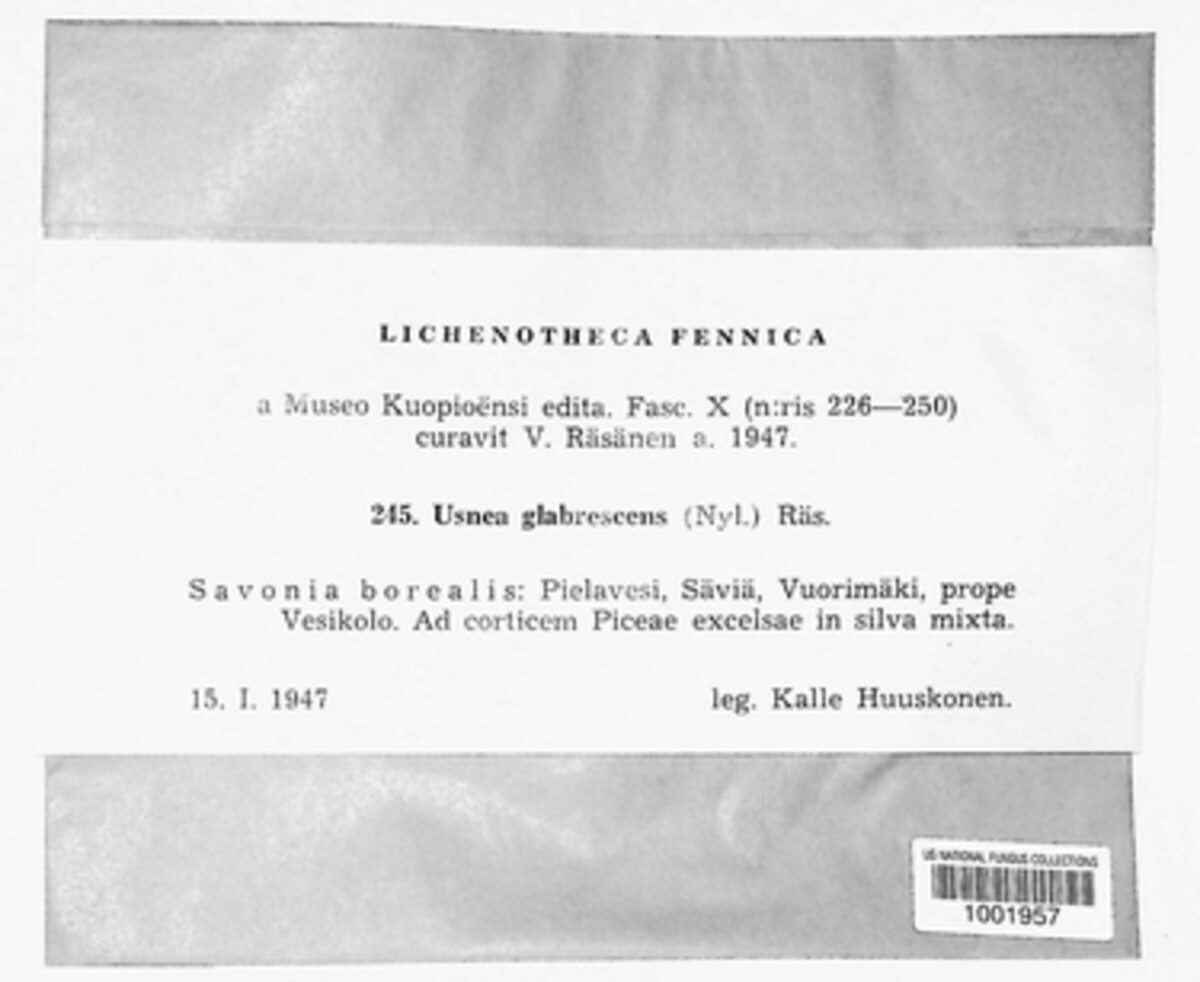 LICHENOTHECA FENNICA
a Museo Kuopioënsi edita. Fasc. X (n:ris 226—250)
curavit V. Räsänen a. 1947.
245. Usnea glabrescens (Nyl.) Räs.
Savonia borealis: Pielavesi, Säviä, Vuorimäki, prope
Vesikolo. Ad corticem Piceae excelsae in silva mixta.
15. I. 1947 leg. Kalle Huuskonen.
US NATIONAL FUNGUS COLLECTIONS
1001957